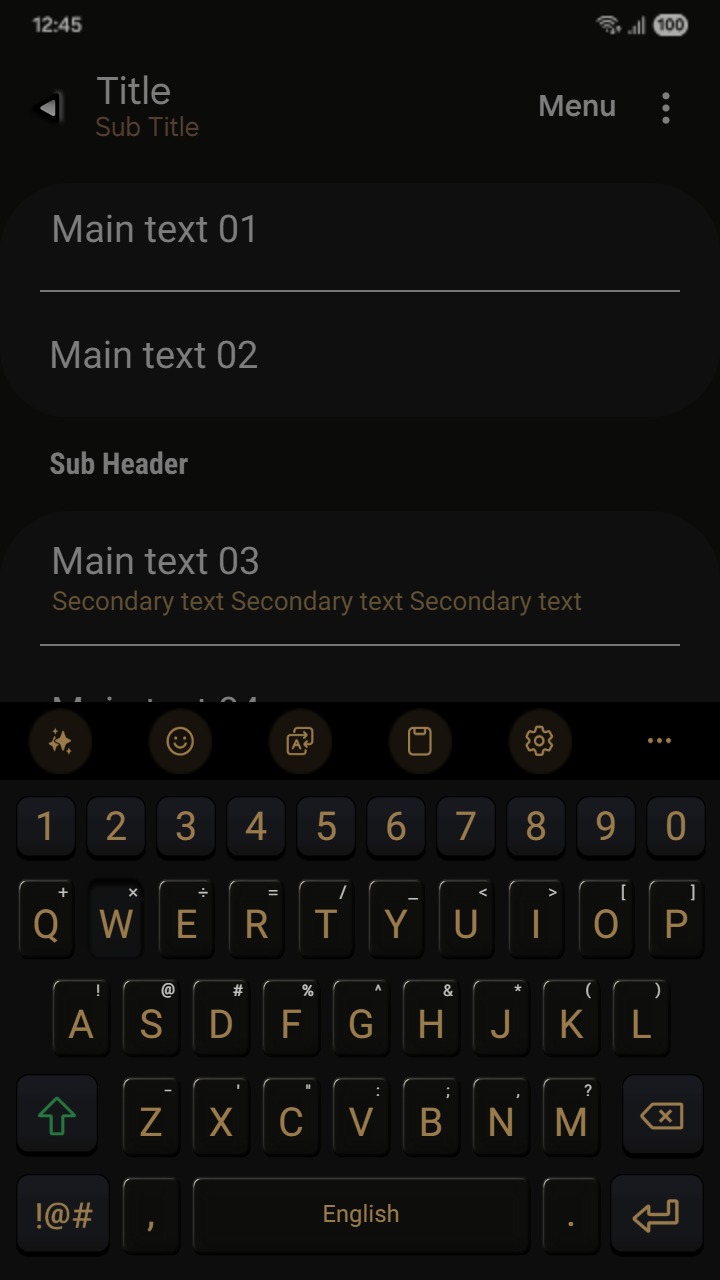 12:45
100
Title
Sub Title
Menu
Main text 01
Main text 02
Sub Header
Main text 03
Secondary text Secondary text Secondary text
1 2 3 4 5 6 7 8 9 0
+ × ÷ = / _ < > [ ]
Q W E R T Y U I O P
! @ # % ^ & * ( )
A S D F G H J K L
- ' " : ; , ?
Z X C V B N M
!@# , English .